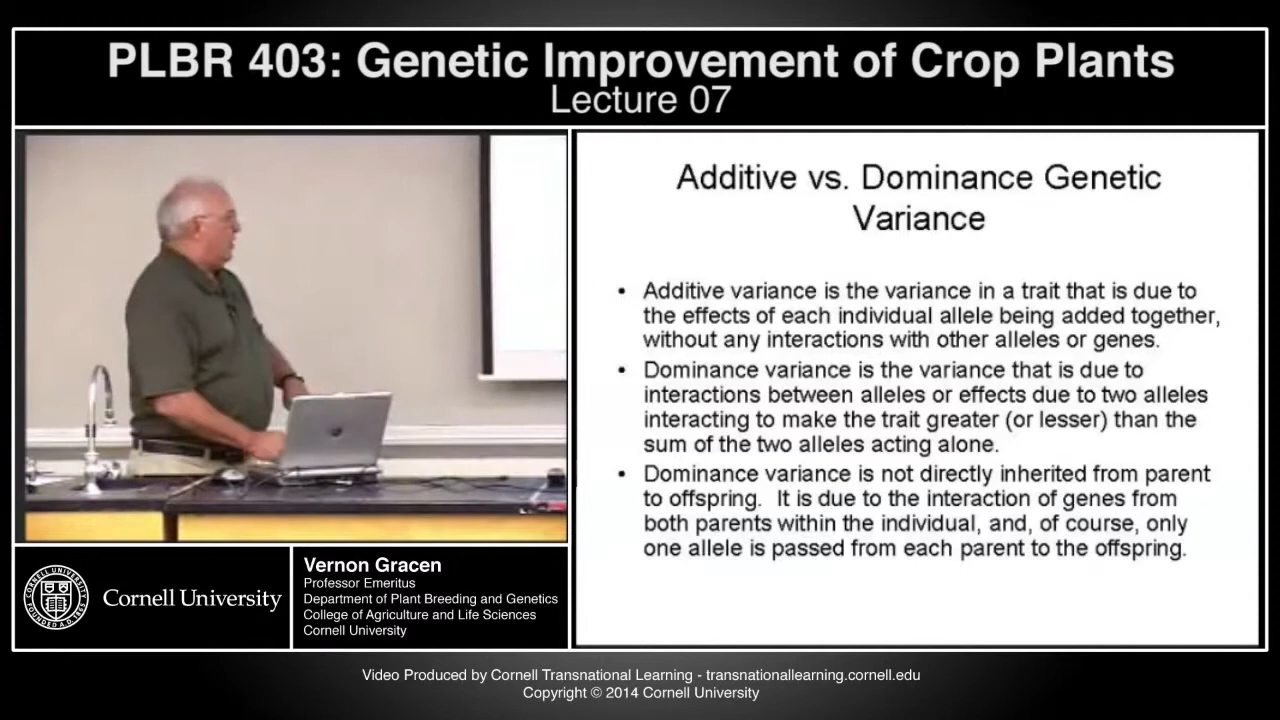 PLBR 403: Genetic Improvement of Crop Plants
Lecture 07
Additive vs. Dominance Genetic
Variance
• Additive variance is the variance in a trait that is due to
the effects of each individual allele being added together,
without any interactions with other alleles or genes.
• Dominance variance is the variance that is due to
interactions between alleles or effects due to two alleles
interacting to make the trait greater (or lesser) than the
sum of the two alleles acting alone.
• Dominance variance is not directly inherited from parent
to offspring. It is due to the interaction of genes from
both parents within the individual, and, of course, only
one allele is passed from each parent to the offspring.
Cornell University
Vernon Gracen
Professor Emeritus
Department of Plant Breeding and Genetics
College of Agriculture and Life Sciences
Cornell University
Video Produced by Cornell Transnational Learning - transnationallearning.cornell.edu
Copyright © 2014 Cornell University